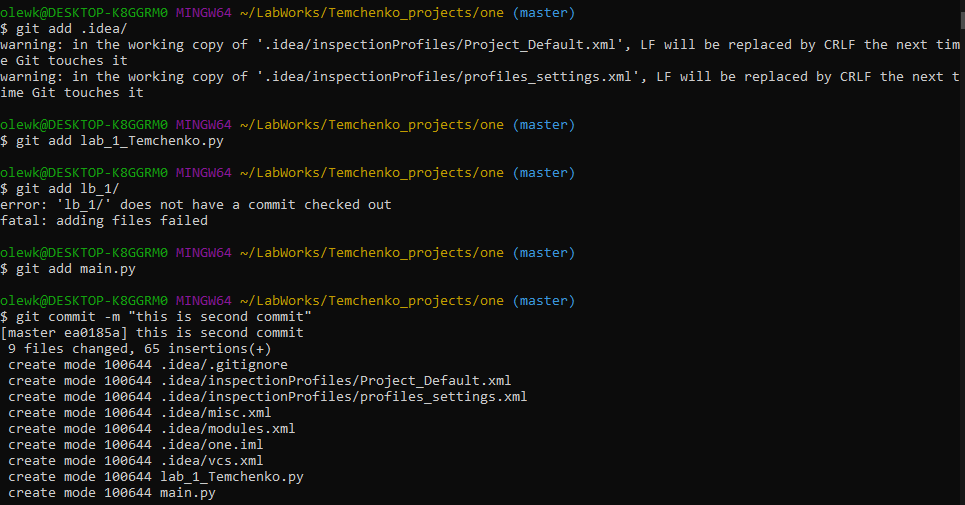 olewk@DESKTOP-K8GGRM0 MINGW64 ~/LabWorks/Temchenko_projects/one (master)
$ git add .idea/
warning: in the working copy of '.idea/inspectionProfiles/Project_Default.xml', LF will be replaced by CRLF the next tim
e Git touches it
warning: in the working copy of '.idea/inspectionProfiles/profiles_settings.xml', LF will be replaced by CRLF the next t
ime Git touches it
olewk@DESKTOP-K8GGRM0 MINGW64 ~/LabWorks/Temchenko_projects/one (master)
$ git add lab_1_Temchenko.py
olewk@DESKTOP-K8GGRM0 MINGW64 ~/LabWorks/Temchenko_projects/one (master)
$ git add lb_1/
error: 'lb_1/' does not have a commit checked out
fatal: adding files failed
olewk@DESKTOP-K8GGRM0 MINGW64 ~/LabWorks/Temchenko_projects/one (master)
$ git add main.py
olewk@DESKTOP-K8GGRM0 MINGW64 ~/LabWorks/Temchenko_projects/one (master)
$ git commit -m "this is second commit"
[master ea0185a] this is second commit
 9 files changed, 65 insertions(+)
 create mode 100644 .idea/.gitignore
 create mode 100644 .idea/inspectionProfiles/Project_Default.xml
 create mode 100644 .idea/inspectionProfiles/profiles_settings.xml
 create mode 100644 .idea/misc.xml
 create mode 100644 .idea/modules.xml
 create mode 100644 .idea/one.iml
 create mode 100644 .idea/vcs.xml
 create mode 100644 lab_1_Temchenko.py
 create mode 100644 main.py